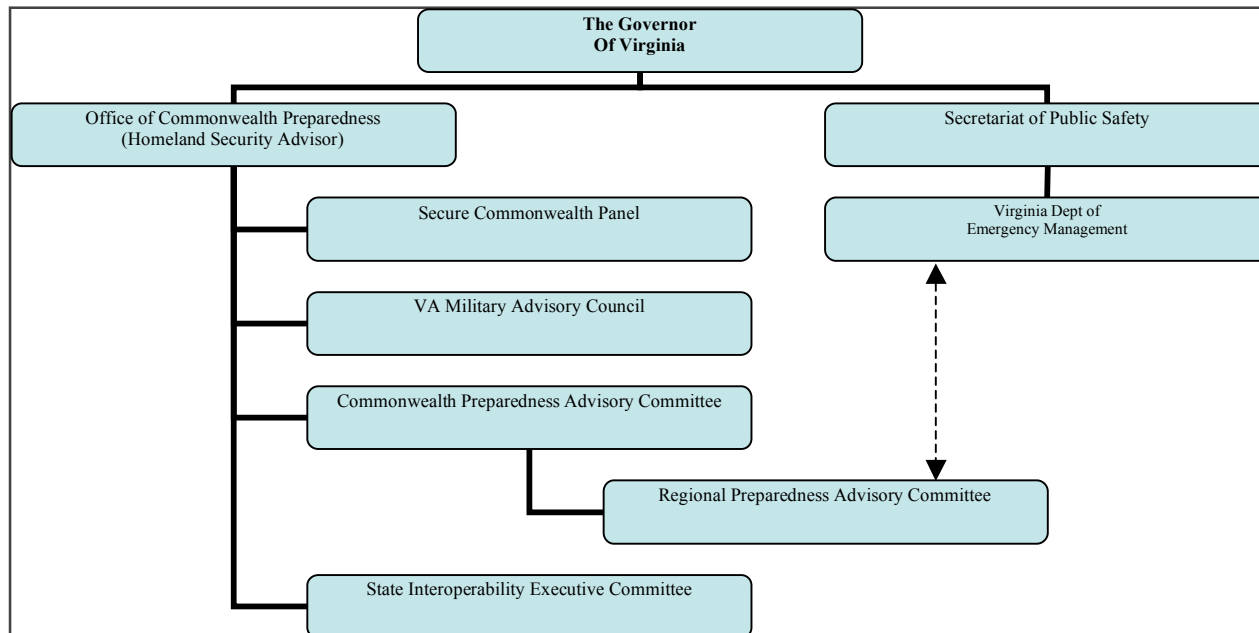 The Governor
Of Virginia
Office of Commonwealth Preparedness
(Homeland Security Advisor)
Secretariat of Public Safety
Secure Commonwealth Panel
Virginia Dept of
Emergency Management
VA Military Advisory Council
Commonwealth Preparedness Advisory Committee
Regional Preparedness Advisory Committee
State Interoperability Executive Committee